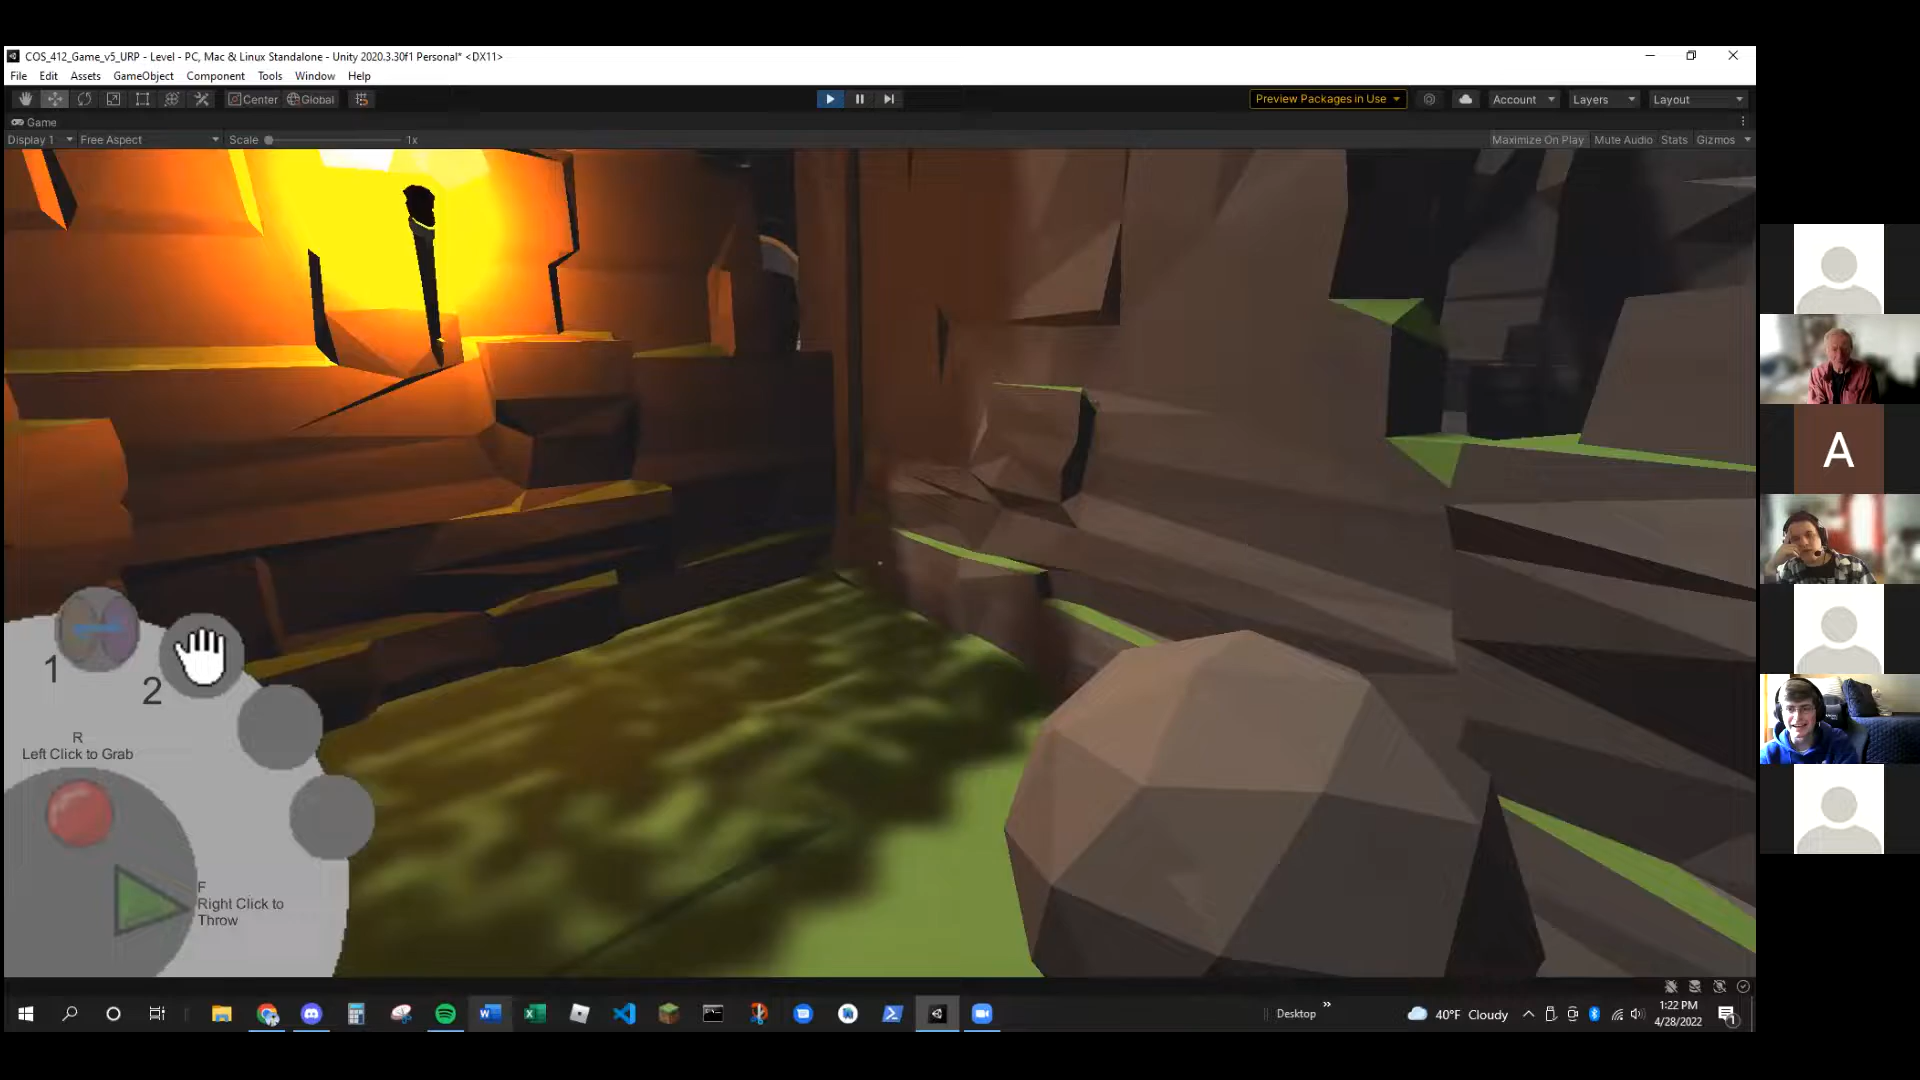 COS_412_Game_v5_URP - Level - PC, Mac & Linux Standalone - Unity 2020.3.30f1 Personal* <DX11>
File Edit Assets GameObject Component Tools Window Help
Center Global Preview Packages in Use Account Layers Layout
Game
Display 1 Free Aspect Scale 1x Maximize On Play Mute Audio Stats Gizmos
A
1
2
R
Left Click to Grab
F
Right Click to
Throw
Desktop
40°F Cloudy
1:22 PM
4/28/2022
1